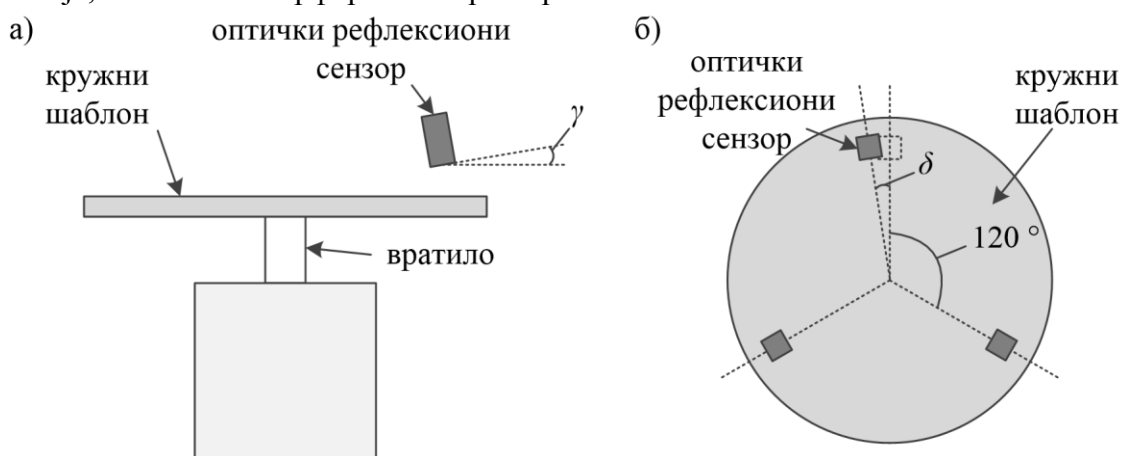 а)
оптички рефлексиони
сензор
кружни
шаблон
γ
вратило
б)
оптички
рефлексиони
сензор
кружни
шаблон
δ
120 °